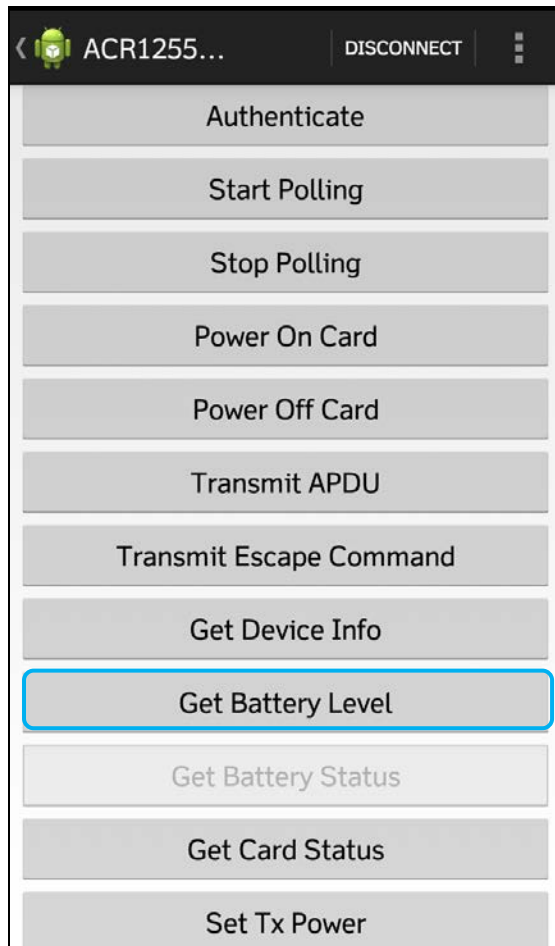 ACR1255... DISCONNECT
Authenticate
Start Polling
Stop Polling
Power On Card
Power Off Card
Transmit APDU
Transmit Escape Command
Get Device Info
Get Battery Level
Get Battery Status
Get Card Status
Set Tx Power